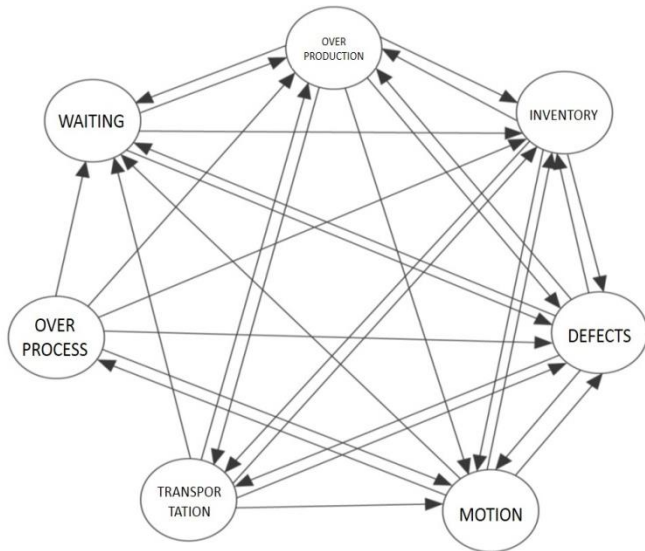 OVER
PRODUCTION
WAITING
INVENTORY
OVER
PROCESS
DEFECTS
TRANSPOR
TATION
MOTION